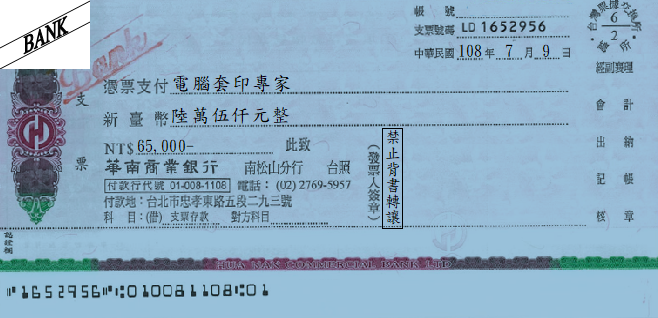 BANK
Bank
帳 號
支票號碼 LD 1652956
中華民國 108 年 7 月 9 日
台灣票據交換所
6
2
憑票支付 電腦套印專家
新臺幣 陸萬伍仟元整
NT$ 65,000-
此致
支票
華南商業銀行 南松山分行 台照
付款行代號 01-008-1108 電話：(02) 2769-5957
付款地：台北市忠孝東路五段二九三號
科 目：(借) 支票存款 對方科目
(發票人簽章)
禁止背書轉讓
經副襄理
會 計
出 納
記 帳
核 章
HUA NAN COMMERCIAL BANK LTD
⑈1652956⑈⑆010081108⑆01